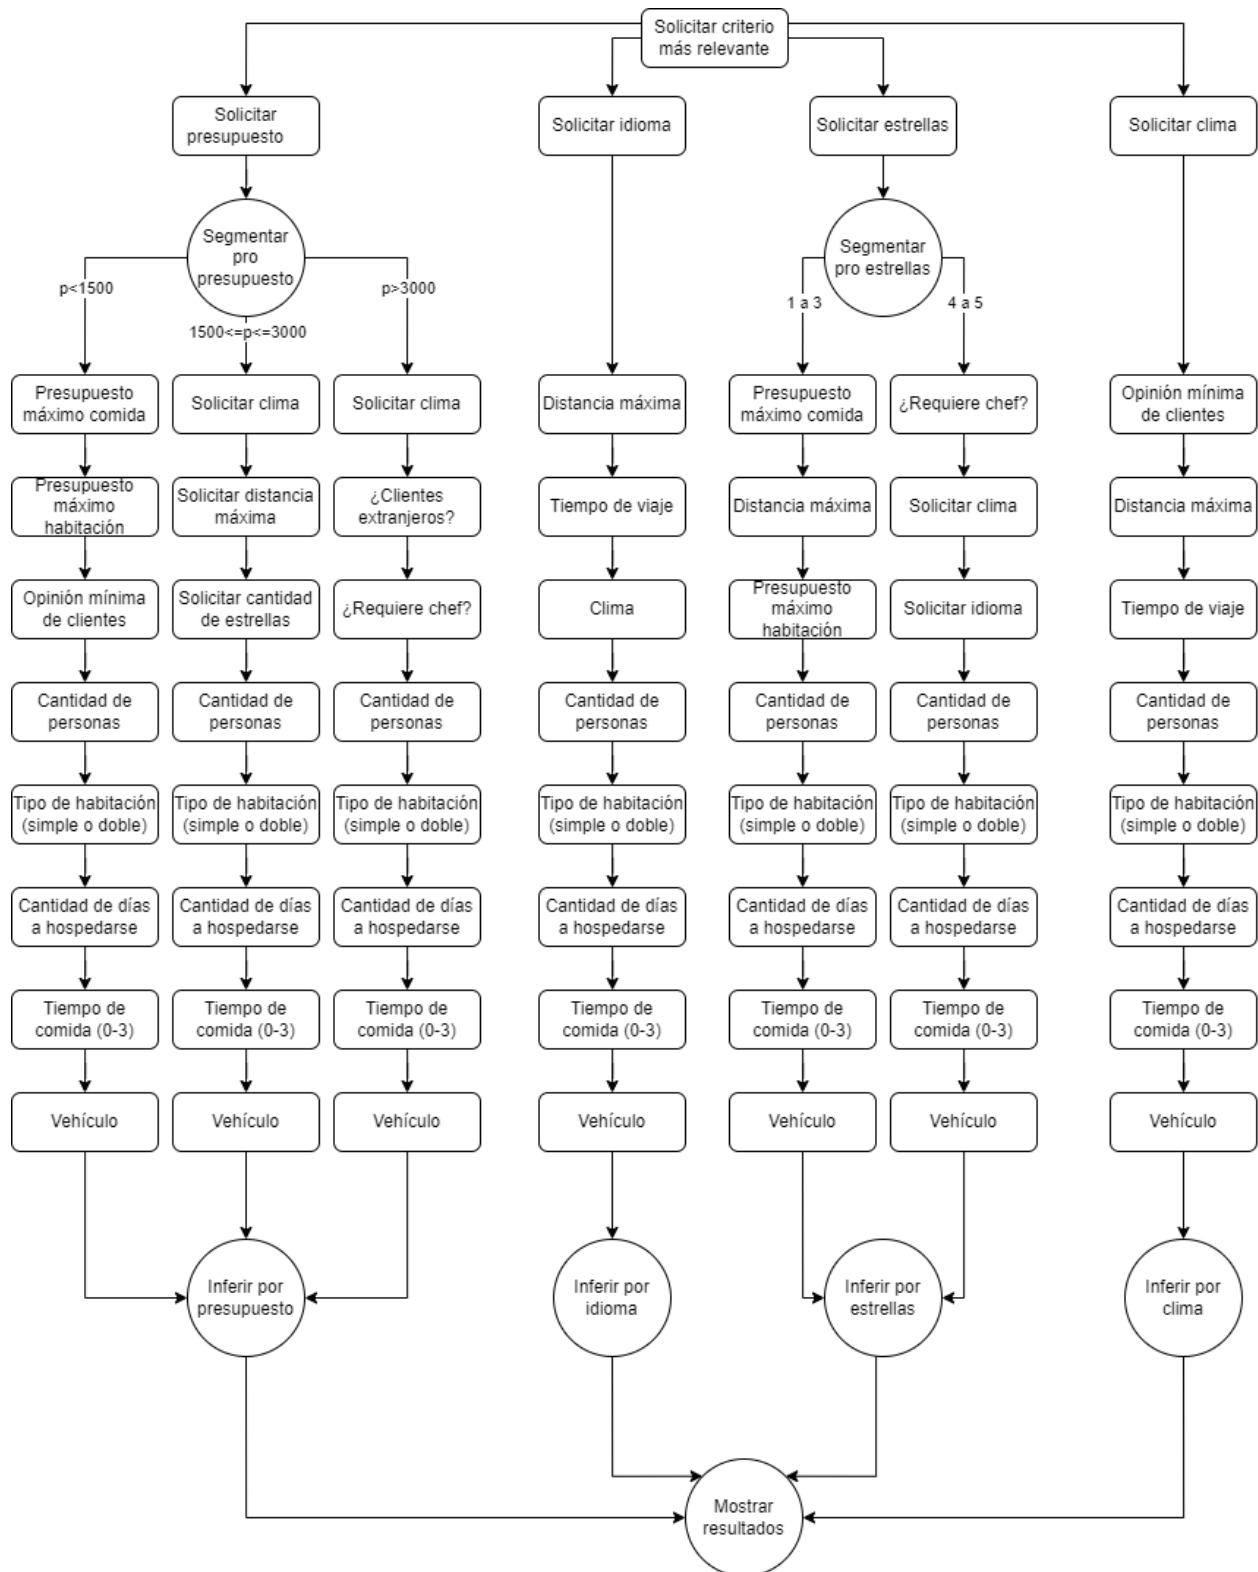 Solicitar criterio
más relevante
Solicitar
presupuesto
Solicitar idioma
Solicitar estrellas
Solicitar clima
Segmentar
pro
presupuesto
Segmentar
pro estrellas
p<1500
1500<=p<=3000
p>3000
1 a 3
4 a 5
Presupuesto
máximo comida
Solicitar clima
Solicitar clima
Distancia máxima
Presupuesto
máximo comida
¿Requiere chef?
Opinión mínima
de clientes
Presupuesto
máximo
habitación
Solicitar distancia
máxima
¿Clientes
extranjeros?
Tiempo de viaje
Distancia máxima
Solicitar clima
Distancia máxima
Opinión mínima
de clientes
Solicitar cantidad
de estrellas
¿Requiere chef?
Clima
Presupuesto
máximo
habitación
Solicitar idioma
Tiempo de viaje
Cantidad de
personas
Cantidad de
personas
Cantidad de
personas
Cantidad de
personas
Cantidad de
personas
Cantidad de
personas
Cantidad de
personas
Tipo de habitación
(simple o doble)
Tipo de habitación
(simple o doble)
Tipo de habitación
(simple o doble)
Tipo de habitación
(simple o doble)
Tipo de habitación
(simple o doble)
Tipo de habitación
(simple o doble)
Tipo de habitación
(simple o doble)
Cantidad de días
a hospedarse
Cantidad de días
a hospedarse
Cantidad de días
a hospedarse
Cantidad de días
a hospedarse
Cantidad de días
a hospedarse
Cantidad de días
a hospedarse
Cantidad de días
a hospedarse
Tiempo de
comida (0-3)
Tiempo de
comida (0-3)
Tiempo de
comida (0-3)
Tiempo de
comida (0-3)
Tiempo de
comida (0-3)
Tiempo de
comida (0-3)
Tiempo de
comida (0-3)
Vehículo
Vehículo
Vehículo
Vehículo
Vehículo
Vehículo
Vehículo
Inferir por
presupuesto
Inferir por
idioma
Inferir por
estrellas
Inferir por
clima
Mostrar
resultados